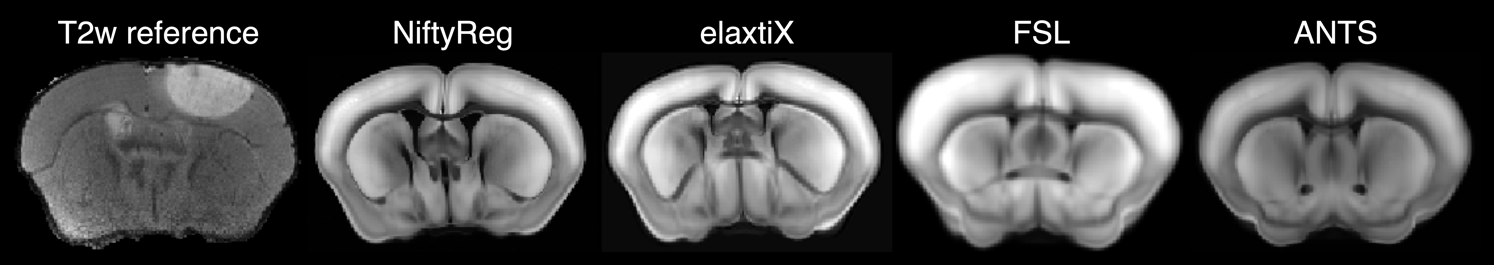 T2w reference
NiftyReg
elaxtiX
FSL
ANTS